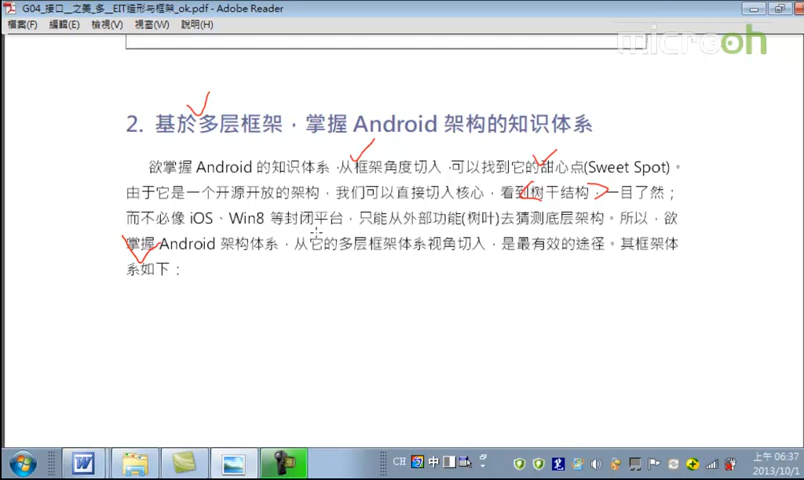 G04_接口__之美_多__EIT造形与框架_ok.pdf - Adobe Reader
檔案(F) 編輯(E) 檢視(V) 視窗(W) 說明(H)
microoh
2. 基於多层框架，掌握 Android 架构的知识体系
欲掌握 Android 的知识体系，从框架角度切入，可以找到它的甜心点(Sweet Spot)。
由于它是一个开源开放的架构，我们可以直接切入核心，看到树干结构，一目了然；
而不必像 iOS、Win8 等封闭平台，只能从外部功能(树叶)去猜测底层架构。所以，欲
掌握 Android 架构体系，从它的多层框架体系视角切入，是最有效的途径。其框架体
系如下：
CH 中 上午 06:37
2013/10/1